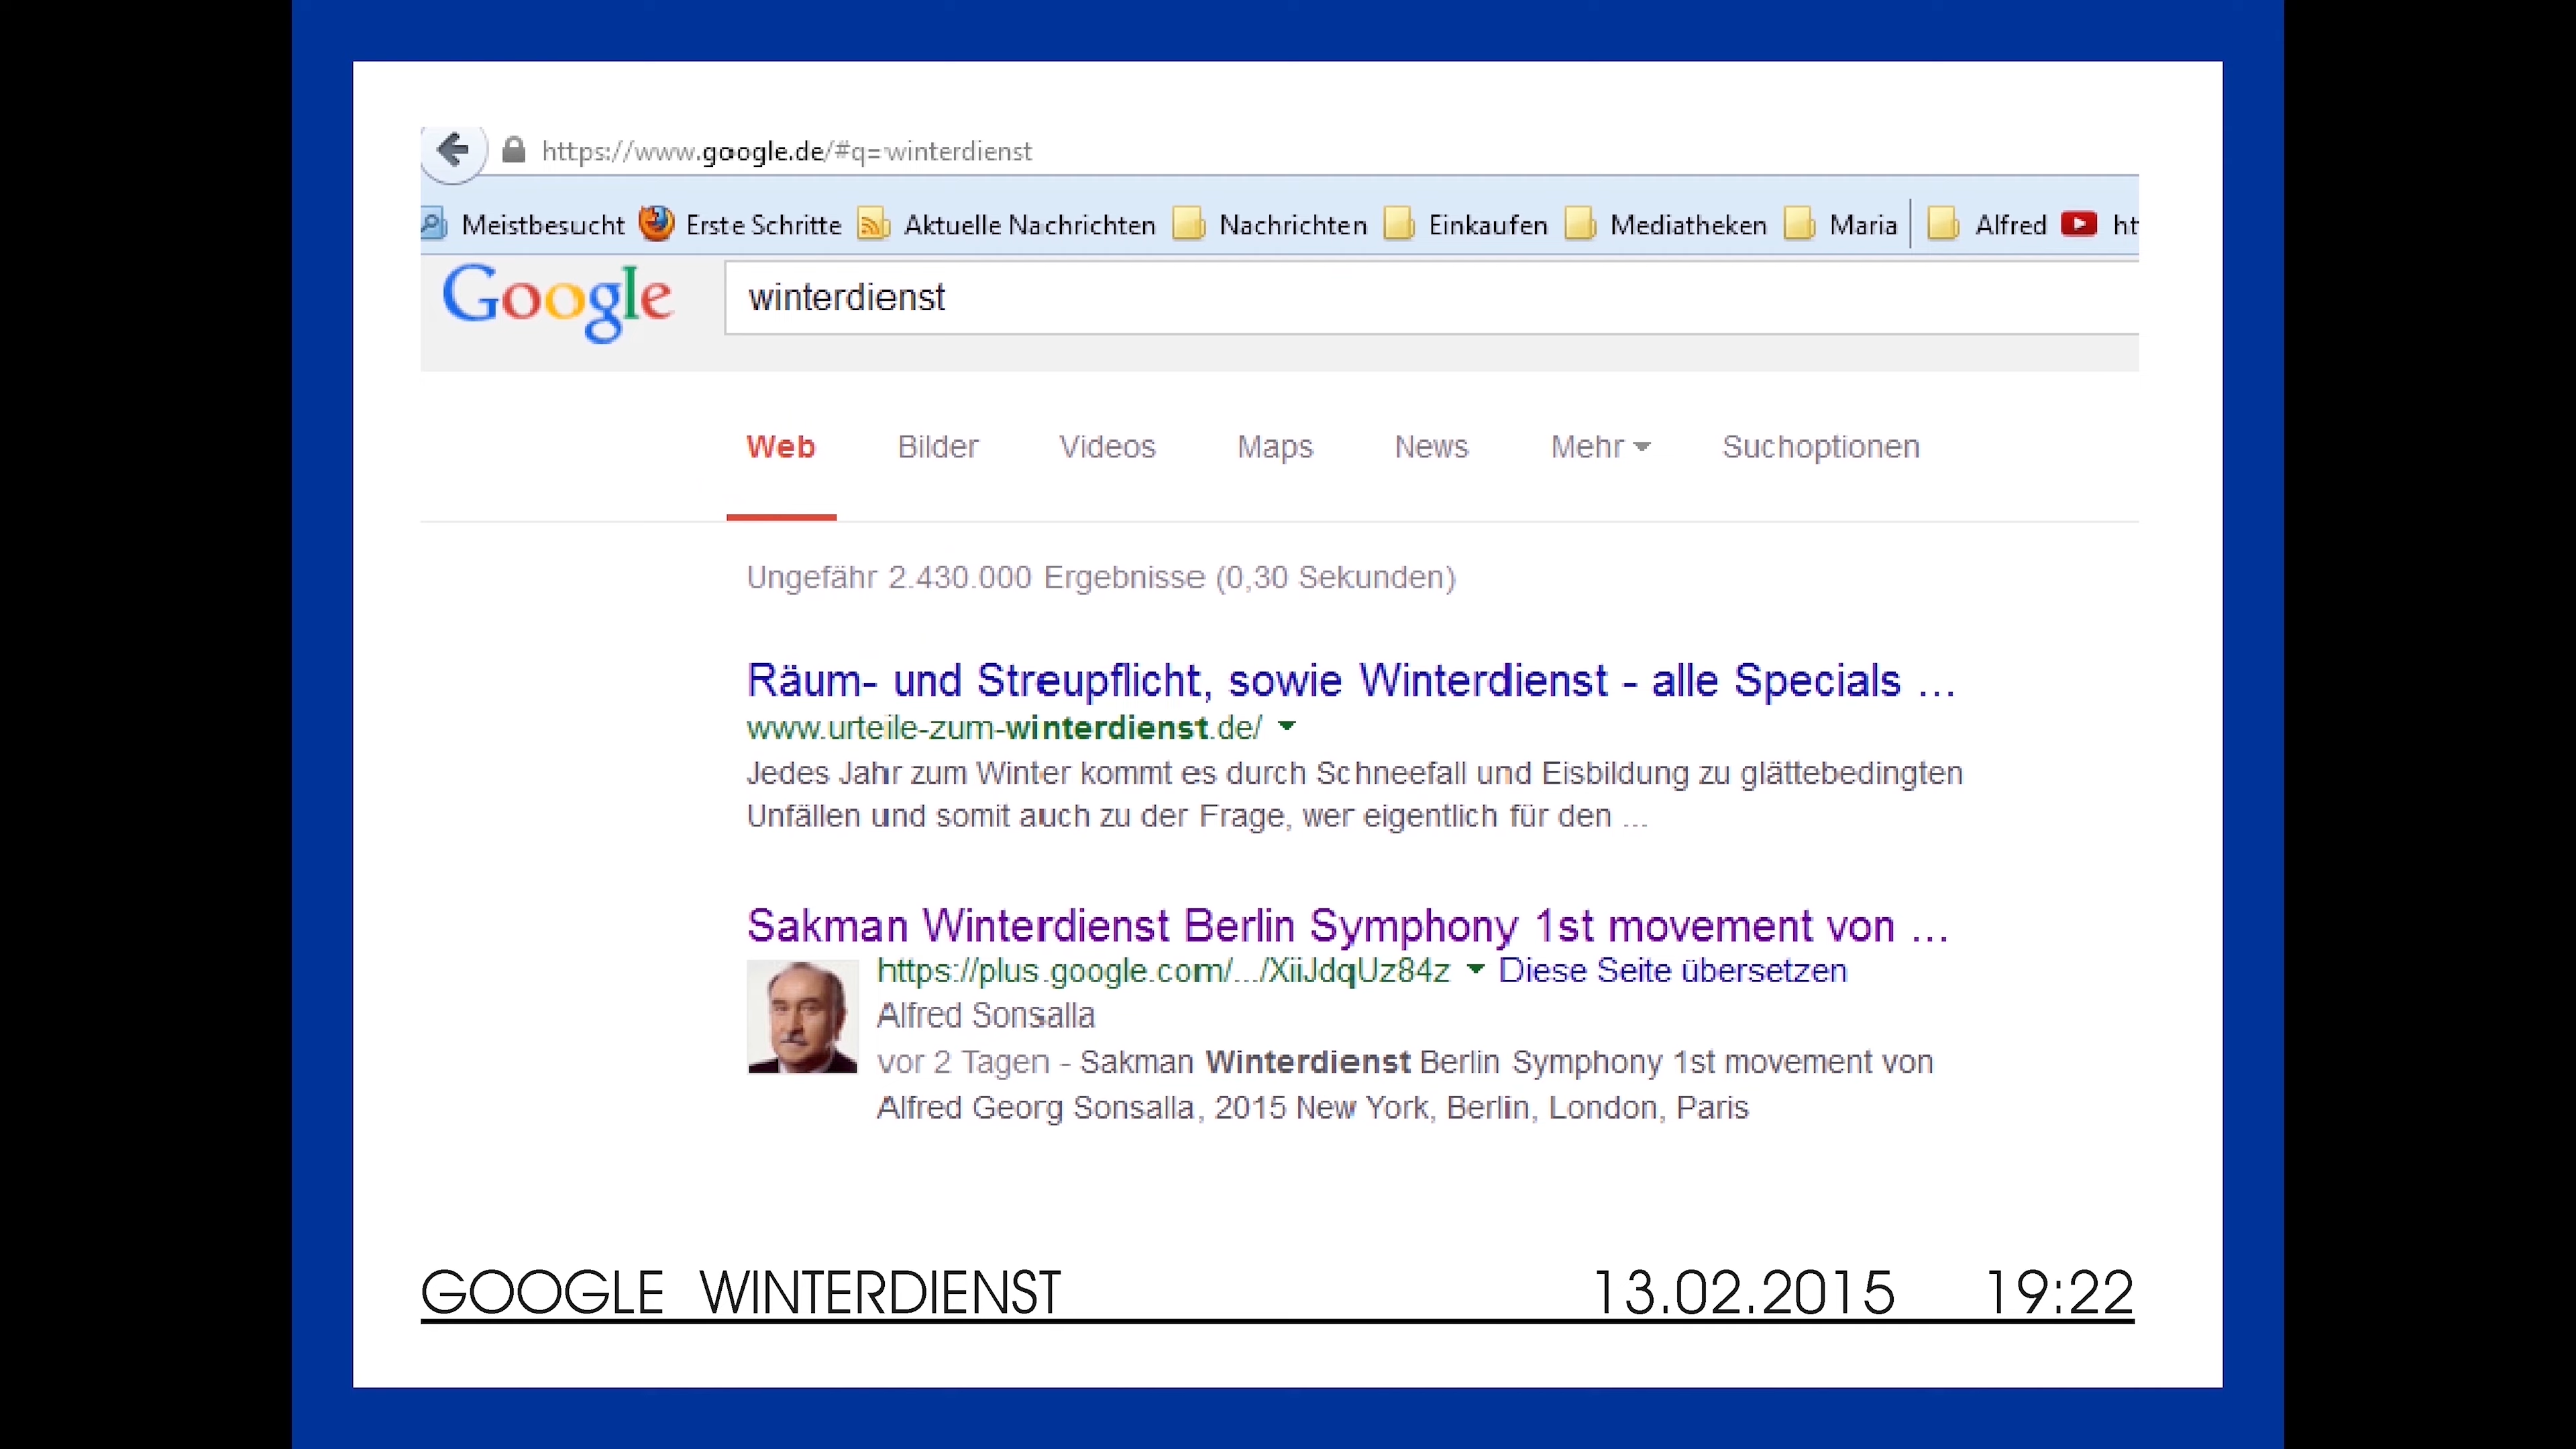 https://www.google.de/#q=winterdienst
Meistbesucht Erste Schritte Aktuelle Nachrichten Nachrichten Einkaufen Mediatheken Maria Alfred ht
Google winterdienst
Web Bilder Videos Maps News Mehr Suchoptionen
Ungefähr 2.430.000 Ergebnisse (0,30 Sekunden)
Räum- und Streupflicht, sowie Winterdienst - alle Specials ...
www.urteile-zum-winterdienst.de/
Jedes Jahr zum Winter kommt es durch Schneefall und Eisbildung zu glättebedingten
Unfällen und somit auch zu der Frage, wer eigentlich für den ...
Sakman Winterdienst Berlin Symphony 1st movement von ...
https://plus.google.com/.../XiiJdqUz84z Diese Seite übersetzen
Alfred Sonsalla
vor 2 Tagen - Sakman Winterdienst Berlin Symphony 1st movement von
Alfred Georg Sonsalla, 2015 New York, Berlin, London, Paris
GOOGLE WINTERDIENST 13.02.2015 19:22